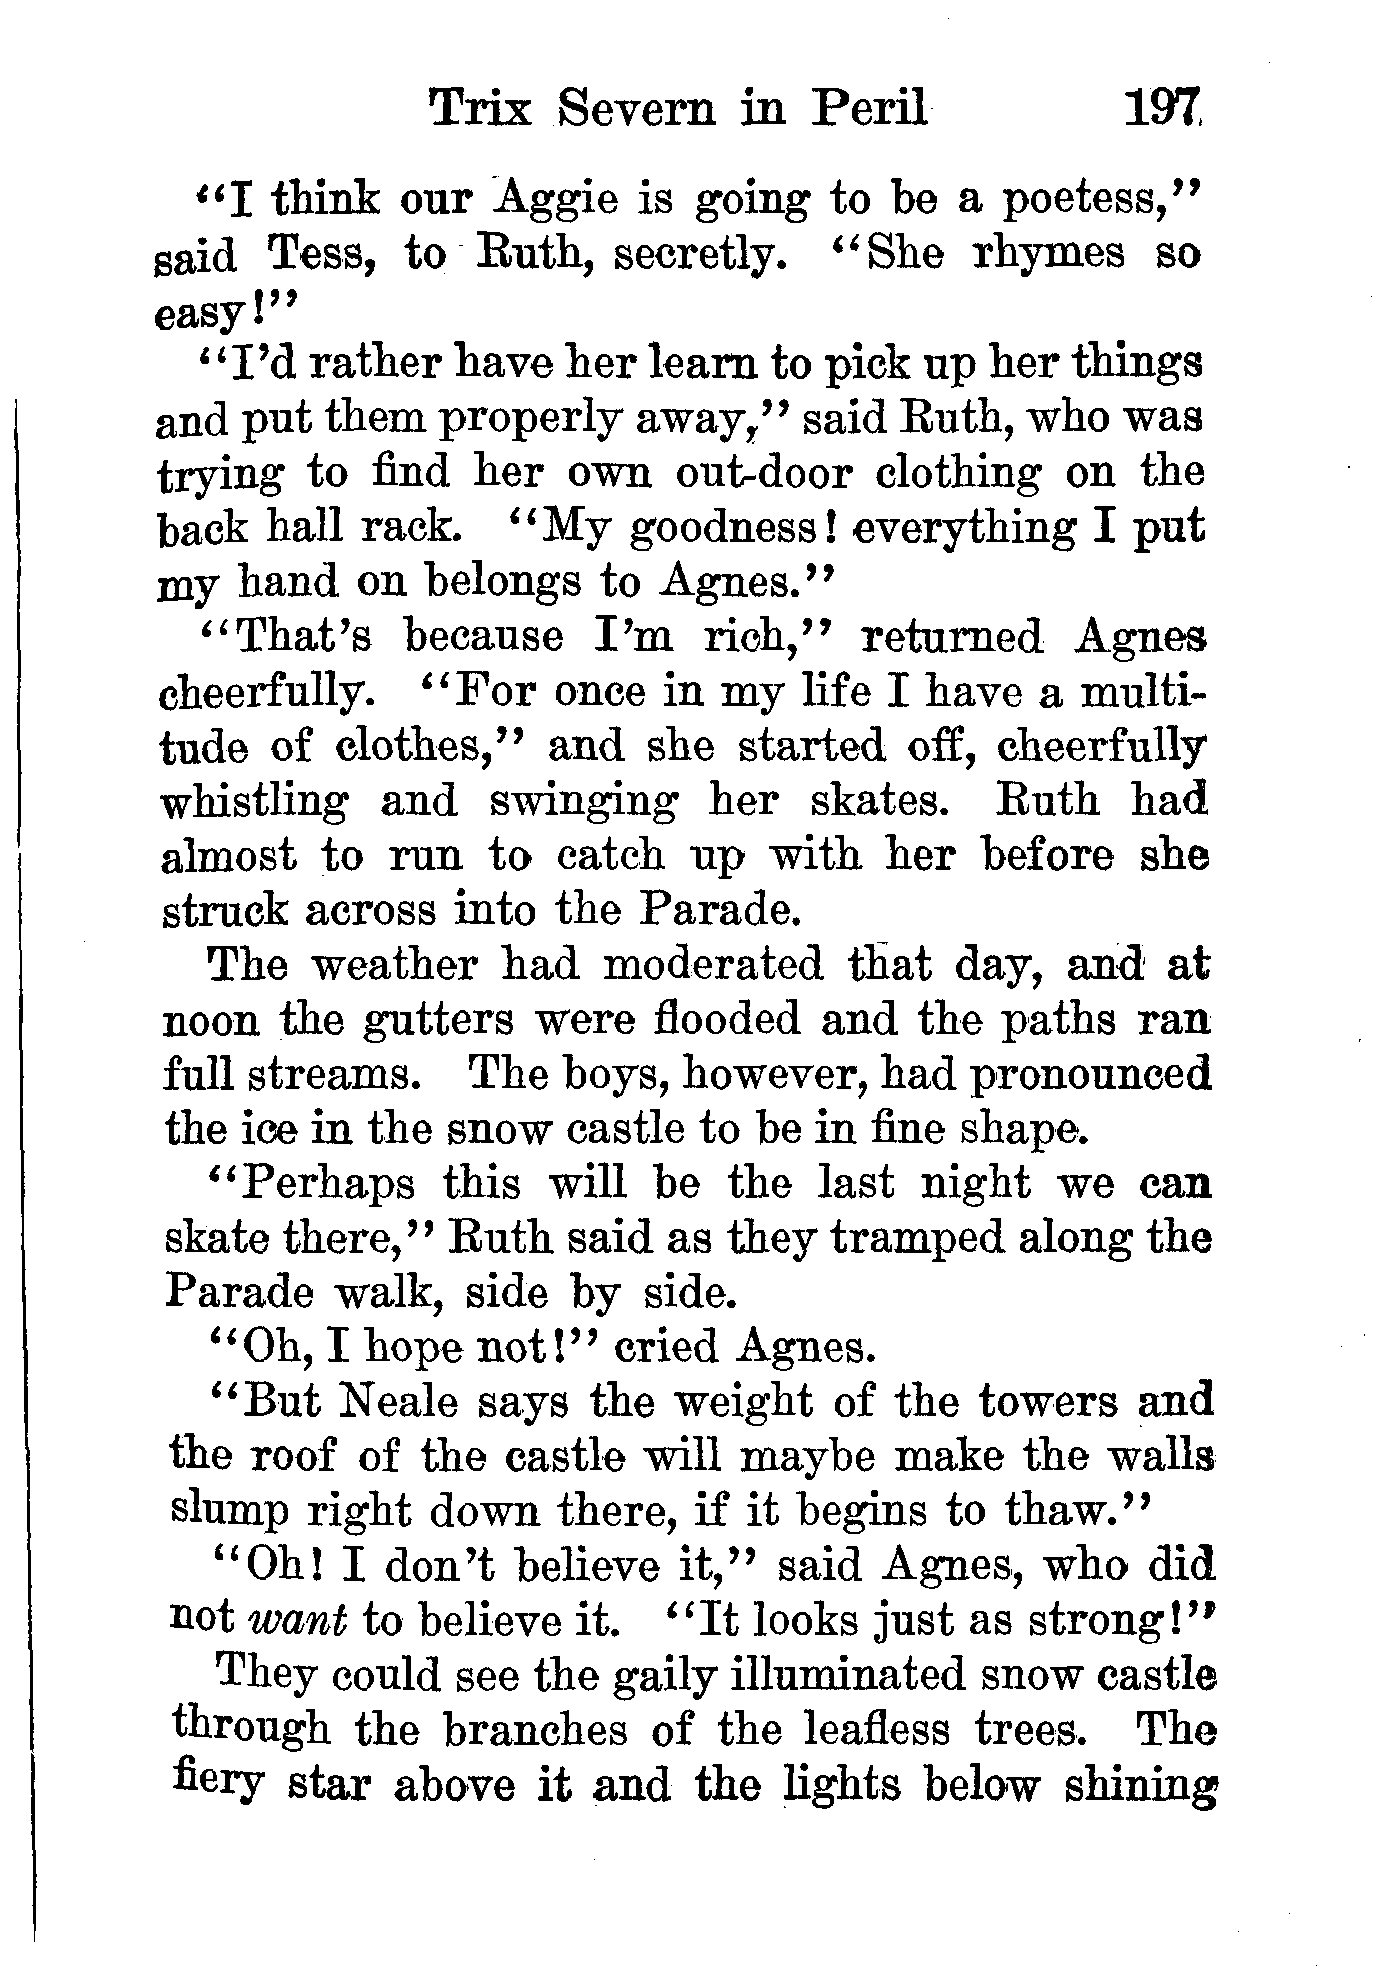 Trix Severn in Peril 197
"I think our Aggie is going to be a poetess,"
said Tess, to Ruth, secretly. "She rhymes so
easy!"
"I'd rather have her learn to pick up her things
and put them properly away," said Ruth, who was
trying to find her own out-door clothing on the
back hall rack. "My goodness! everything I put
my hand on belongs to Agnes."
"That's because I'm rich," returned Agnes
cheerfully. "For once in my life I have a multi-
tude of clothes," and she started off, cheerfully
whistling and swinging her skates. Ruth had
almost to run to catch up with her before she
struck across into the Parade.
The weather had moderated that day, and at
noon the gutters were flooded and the paths ran
full streams. The boys, however, had pronounced
the ice in the snow castle to be in fine shape.
"Perhaps this will be the last night we can
skate there," Ruth said as they tramped along the
Parade walk, side by side.
"Oh, I hope not!" cried Agnes.
"But Neale says the weight of the towers and
the roof of the castle will maybe make the walls
slump right down there, if it begins to thaw."
"Oh! I don't believe it," said Agnes, who did
not want to believe it. "It looks just as strong!"
They could see the gaily illuminated snow castle
through the branches of the leafless trees. The
fiery star above it and the lights below shining